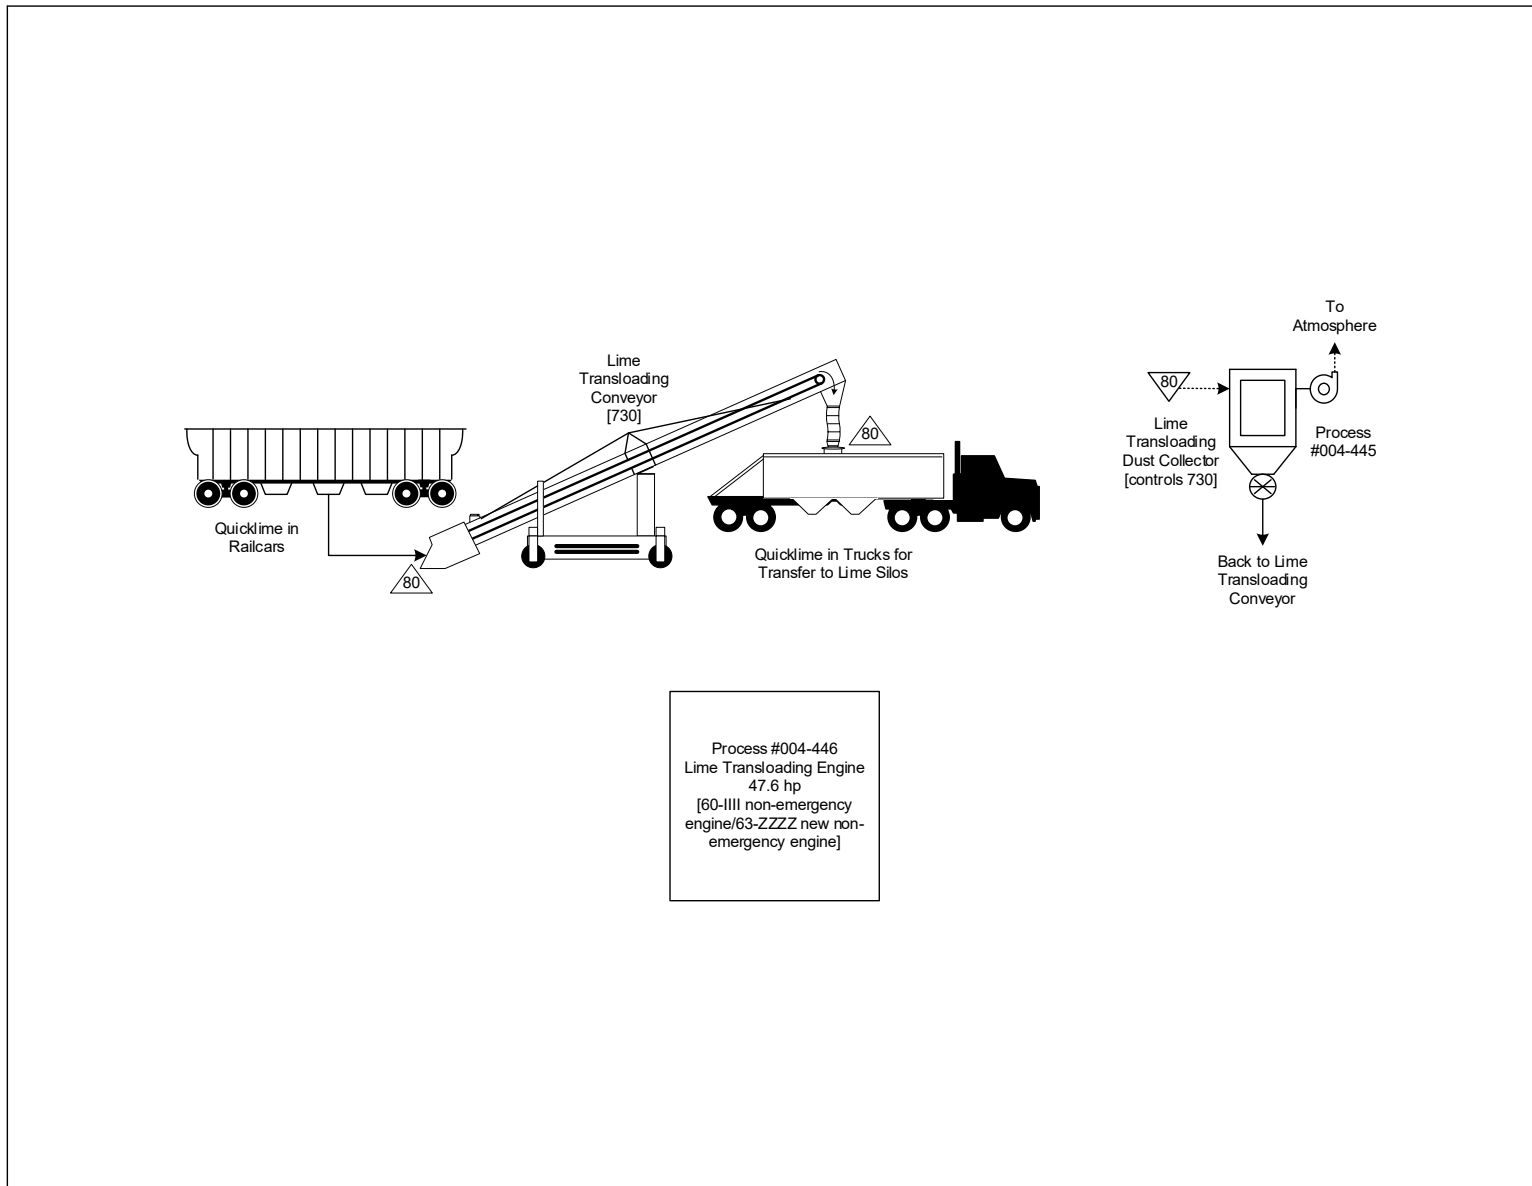 To
Atmosphere
Lime
Transloading
Conveyor
[730]
80
80
Lime
Transloading
Dust Collector
[controls 730]
Process
#004-445
Quicklime in
Railcars
80
Quicklime in Trucks for
Transfer to Lime Silos
Back to Lime
Transloading
Conveyor
Process #004-446
Lime Transloading Engine
47.6 hp
[60-IIII non-emergency
engine/63-ZZZZ new non-
emergency engine]